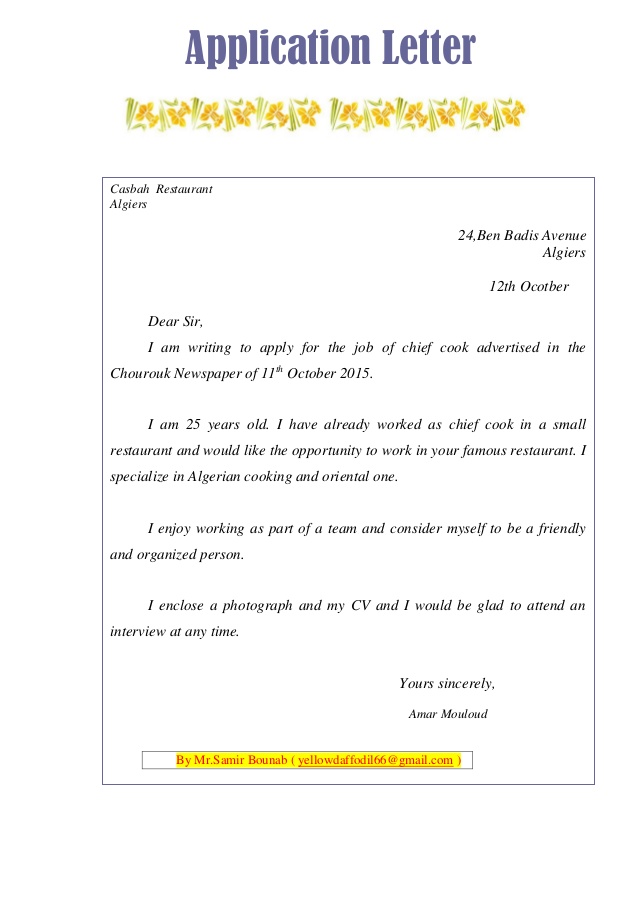 Application Letter
Casbah Restaurant
Algiers
24,Ben Badis Avenue
Algiers
12th Ocotber
Dear Sir,
I am writing to apply for the job of chief cook advertised in the
Chourouk Newspaper of 11th October 2015.
I am 25 years old. I have already worked as chief cook in a small
restaurant and would like the opportunity to work in your famous restaurant. I
specialize in Algerian cooking and oriental one.
I enjoy working as part of a team and consider myself to be a friendly
and organized person.
I enclose a photograph and my CV and I would be glad to attend an
interview at any time.
Yours sincerely,
Amar Mouloud
By Mr.Samir Bounab ( yellowdaffodil66@gmail.com )